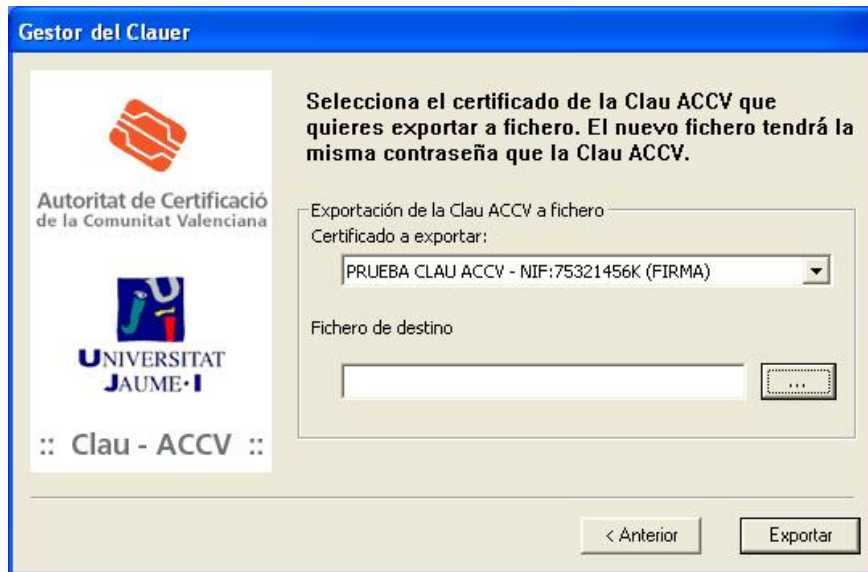 Gestor del Clauer
Autoritat de Certificació
de la Comunitat Valenciana
UNIVERSITAT
JAUME·I
:: Clau - ACCV ::
Selecciona el certificado de la Clau ACCV que
quieres exportar a fichero. El nuevo fichero tendrá la
misma contraseña que la Clau ACCV.
Exportación de la Clau ACCV a fichero
Certificado a exportar:
PRUEBA CLAU ACCV - NIF:75321456K (FIRMA)
Fichero de destino
...
< Anterior
Exportar